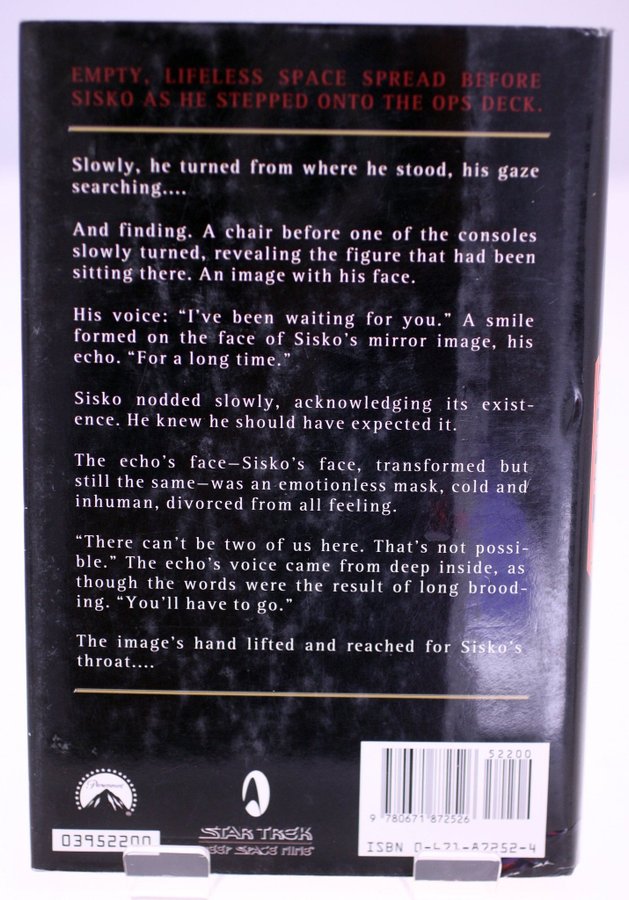 EMPTY, LIFELESS SPACE SPREAD BEFORE
SISKO AS HE STEPPED ONTO THE OPS DECK.
Slowly, he turned from where he stood, his gaze
searching....
And finding. A chair before one of the consoles
slowly turned, revealing the figure that had been
sitting there. An image with his face.
His voice: “I’ve been waiting for you.” A smile
formed on the face of Sisko’s mirror image, his
echo. “For a long time.”
Sisko nodded slowly, acknowledging its exist-
ence. He knew he should have expected it.
The echo’s face—Sisko’s face, transformed but
still the same—was an emotionless mask, cold and
inhuman, divorced from all feeling.
“There can’t be two of us here. That’s not possi-
ble.” The echo’s voice came from deep inside, as
though the words were the result of long brood-
ing. “You’ll have to go.”
The image’s hand lifted and reached for Sisko’s
throat....
Paramount
03952200
STAR TREK
DEEP SPACE NINE
52200
9 780671 872526
ISBN 0-671-87252-4